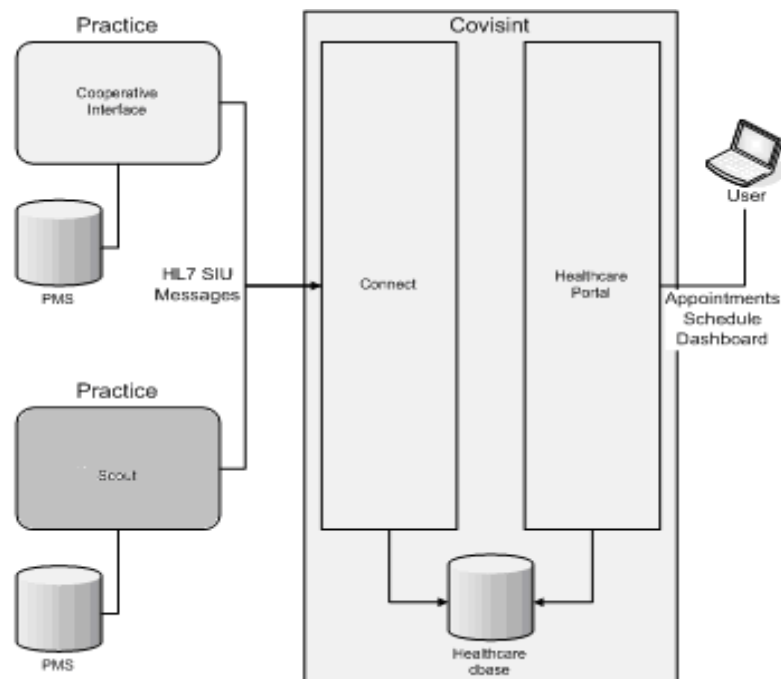 Practice
Cooperative
Interface
PMS
HL7 SIU
Messages
Practice
Scout
PMS
Covisint
Connect
Healthcare
Portal
Healthcare
dbase
User
Appointments
Schedule
Dashboard